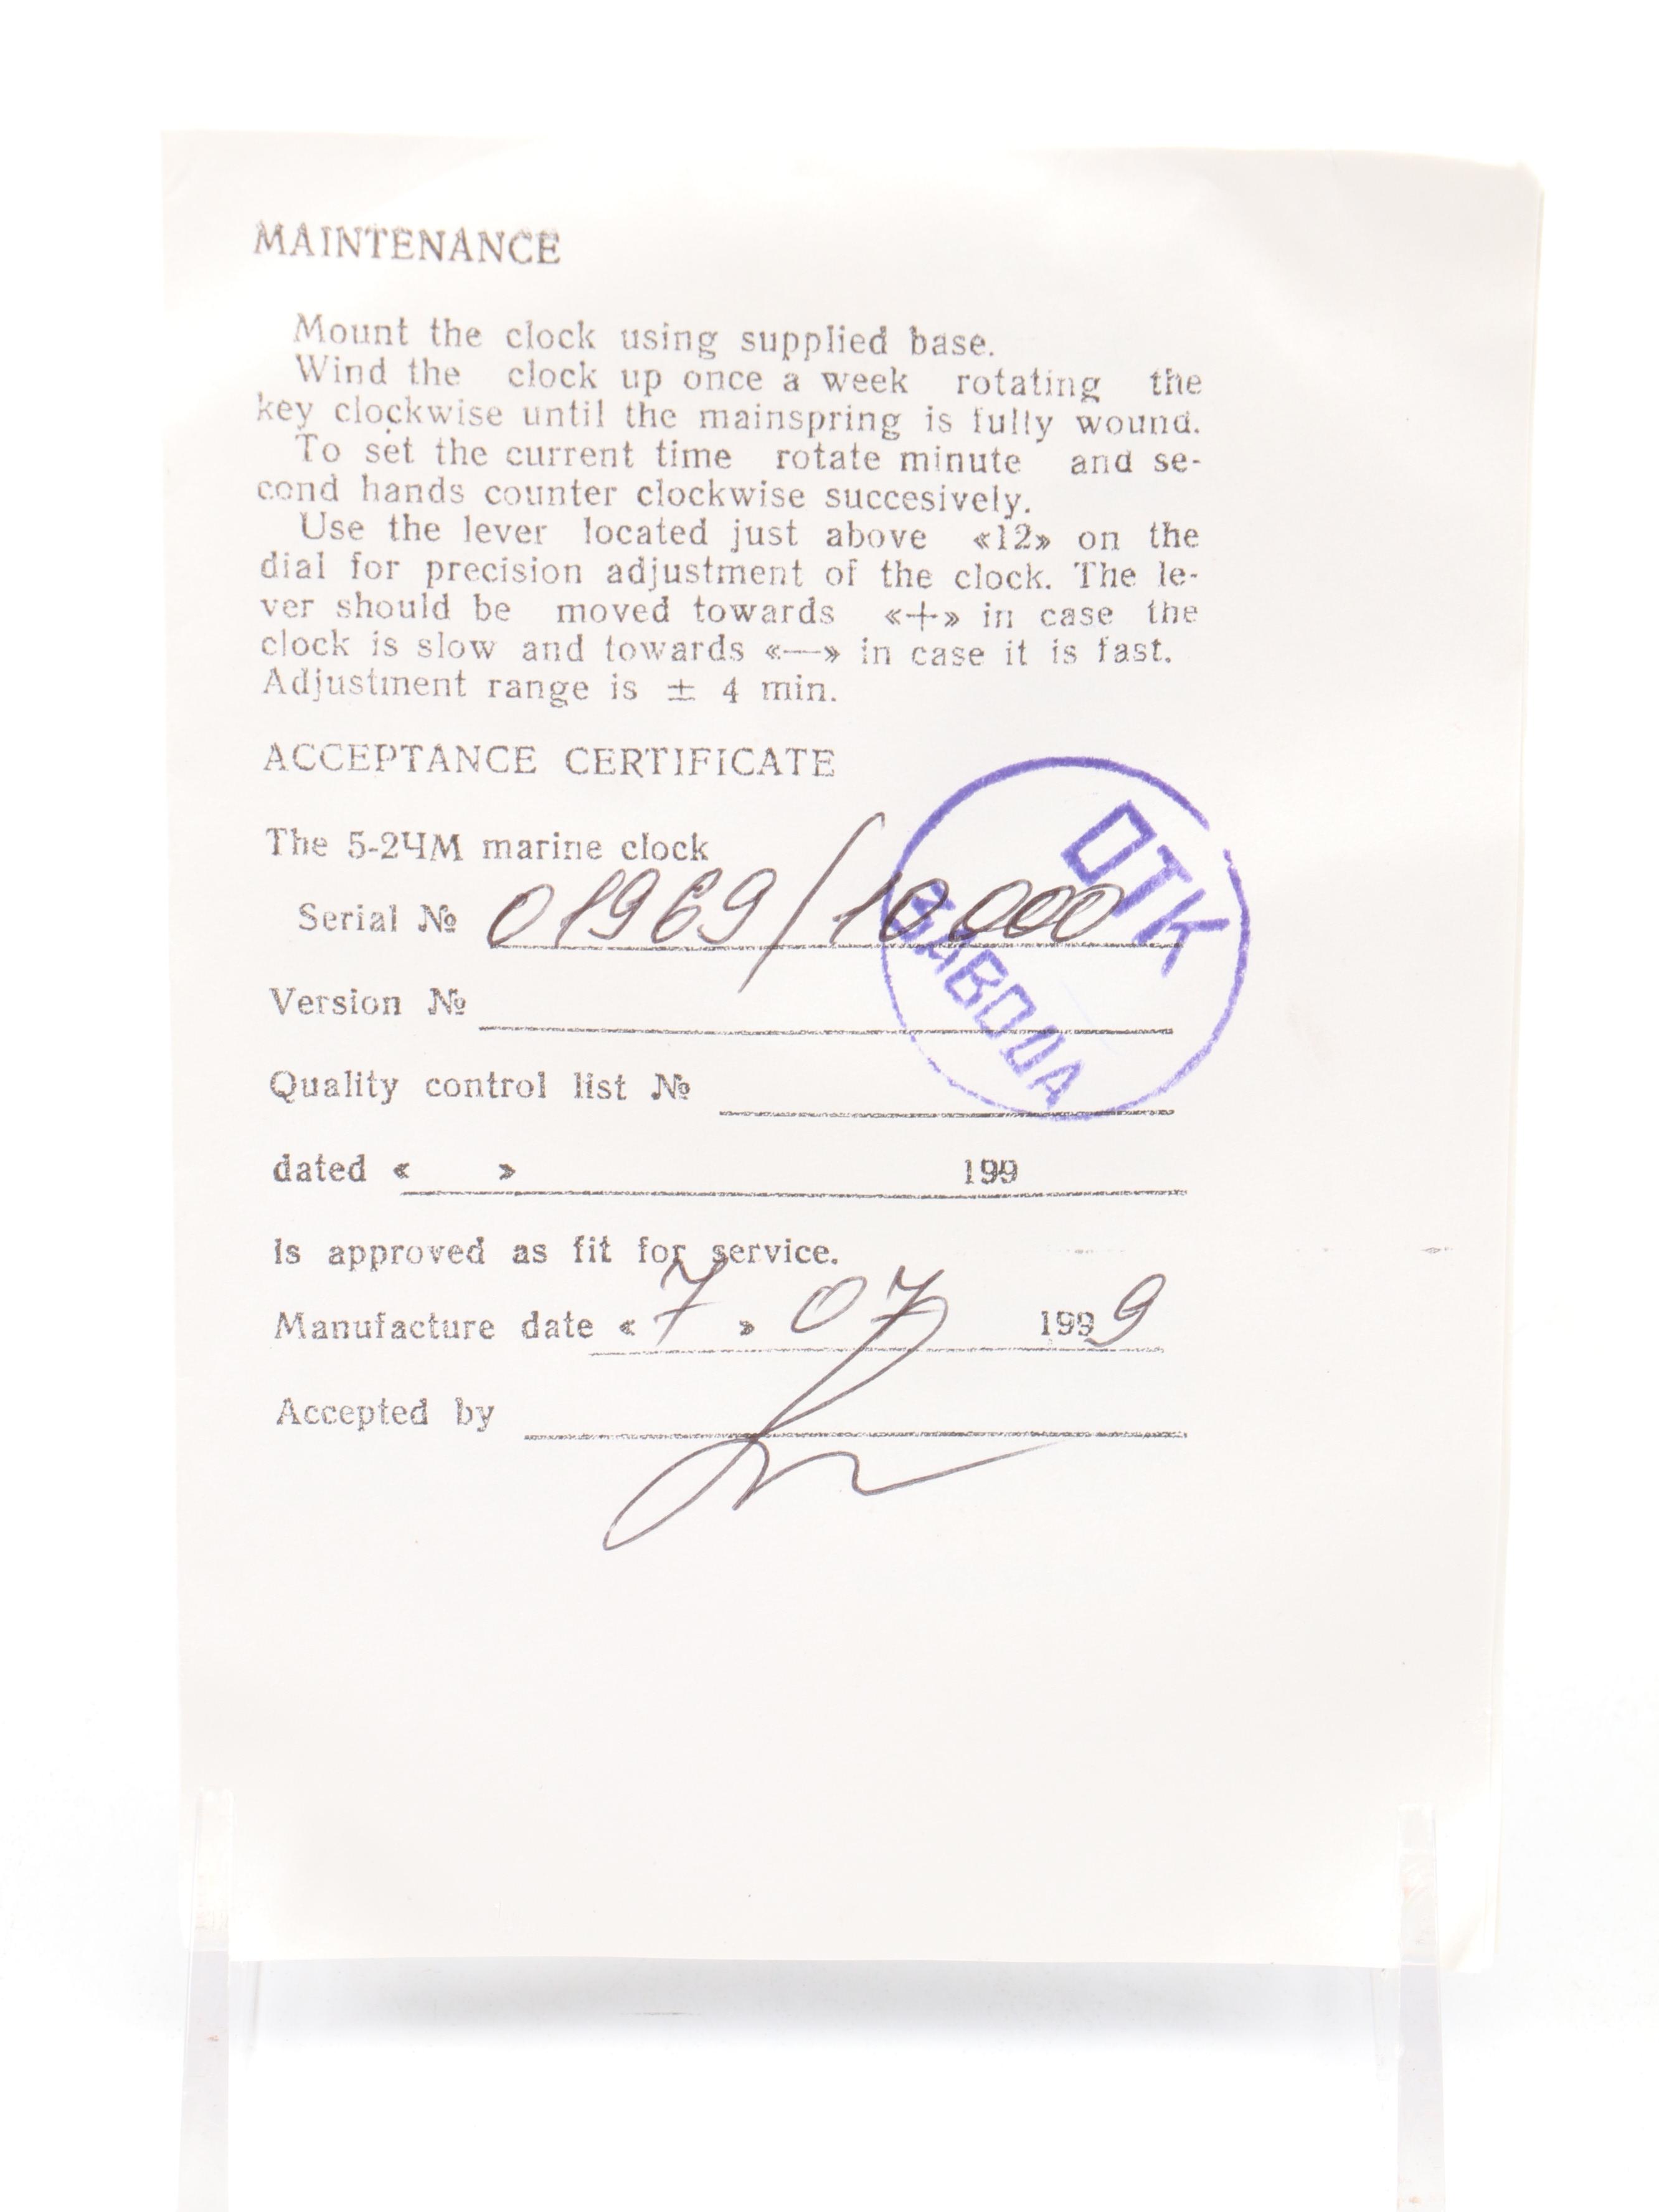 MAINTENANCE
Mount the clock using supplied base.
Wind the clock up once a week rotating the
key clockwise until the mainspring is fully wound.
To set the current time rotate minute and se-
cond hands counter clockwise succesively.
Use the lever located just above «12» on the
dial for precision adjustment of the clock. The le-
ver should be moved towards «+» in case the
clock is slow and towards «—» in case it is fast.
Adjustment range is ± 4 min.
ACCEPTANCE CERTIFICATE
The 5-24M marine clock
Serial № 01969/10000
ОТК
ЗАВОДА
Version №
Quality control list №
dated « » 199
is approved as fit for service.
Manufacture date «7» 07 1999
Accepted by